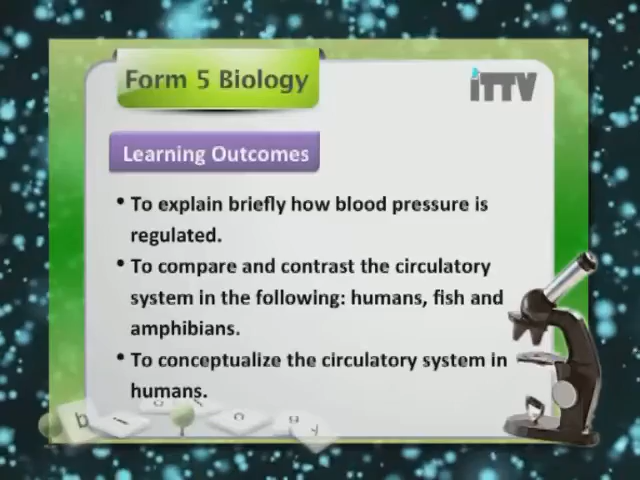 Form 5 Biology
iTTV
Learning Outcomes
• To explain briefly how blood pressure is
regulated.
• To compare and contrast the circulatory
system in the following: humans, fish and
amphibians.
• To conceptualize the circulatory system in
humans.